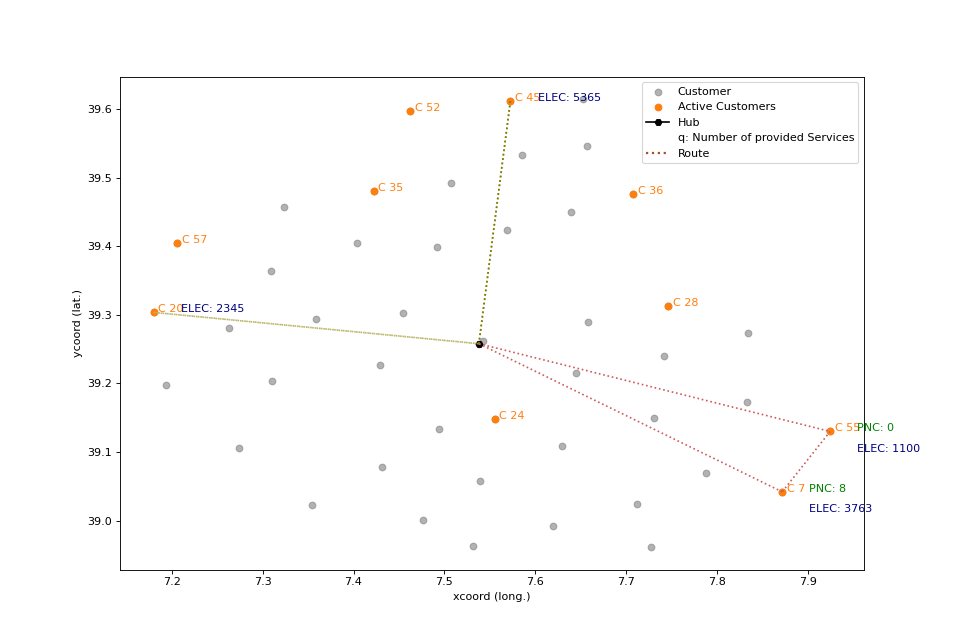 Customer
Active Customers
Hub
q: Number of provided Services
Route
C 45
ELEC: 5365
C 52
C 35
C 36
C 57
C 20
ELEC: 2345
C 28
C 24
C 55
PNC: 0
ELEC: 1100
C 7
PNC: 8
ELEC: 3763
39.6
39.5
39.4
39.3
39.2
39.1
39.0
ycoord (lat.)
7.2
7.3
7.4
7.5
7.6
7.7
7.8
7.9
xcoord (long.)